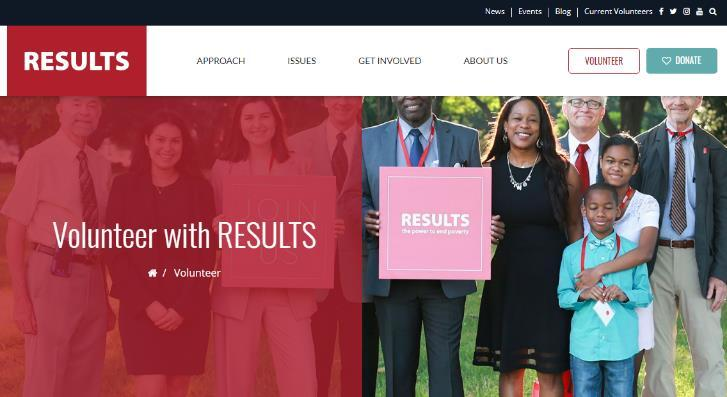 News | Events | Blog | Current Volunteers
RESULTS
APPROACH ISSUES GET INVOLVED ABOUT US
VOLUNTEER
DONATE
JOIN
US
RESULTS
the power to end poverty
Volunteer with RESULTS
/ Volunteer